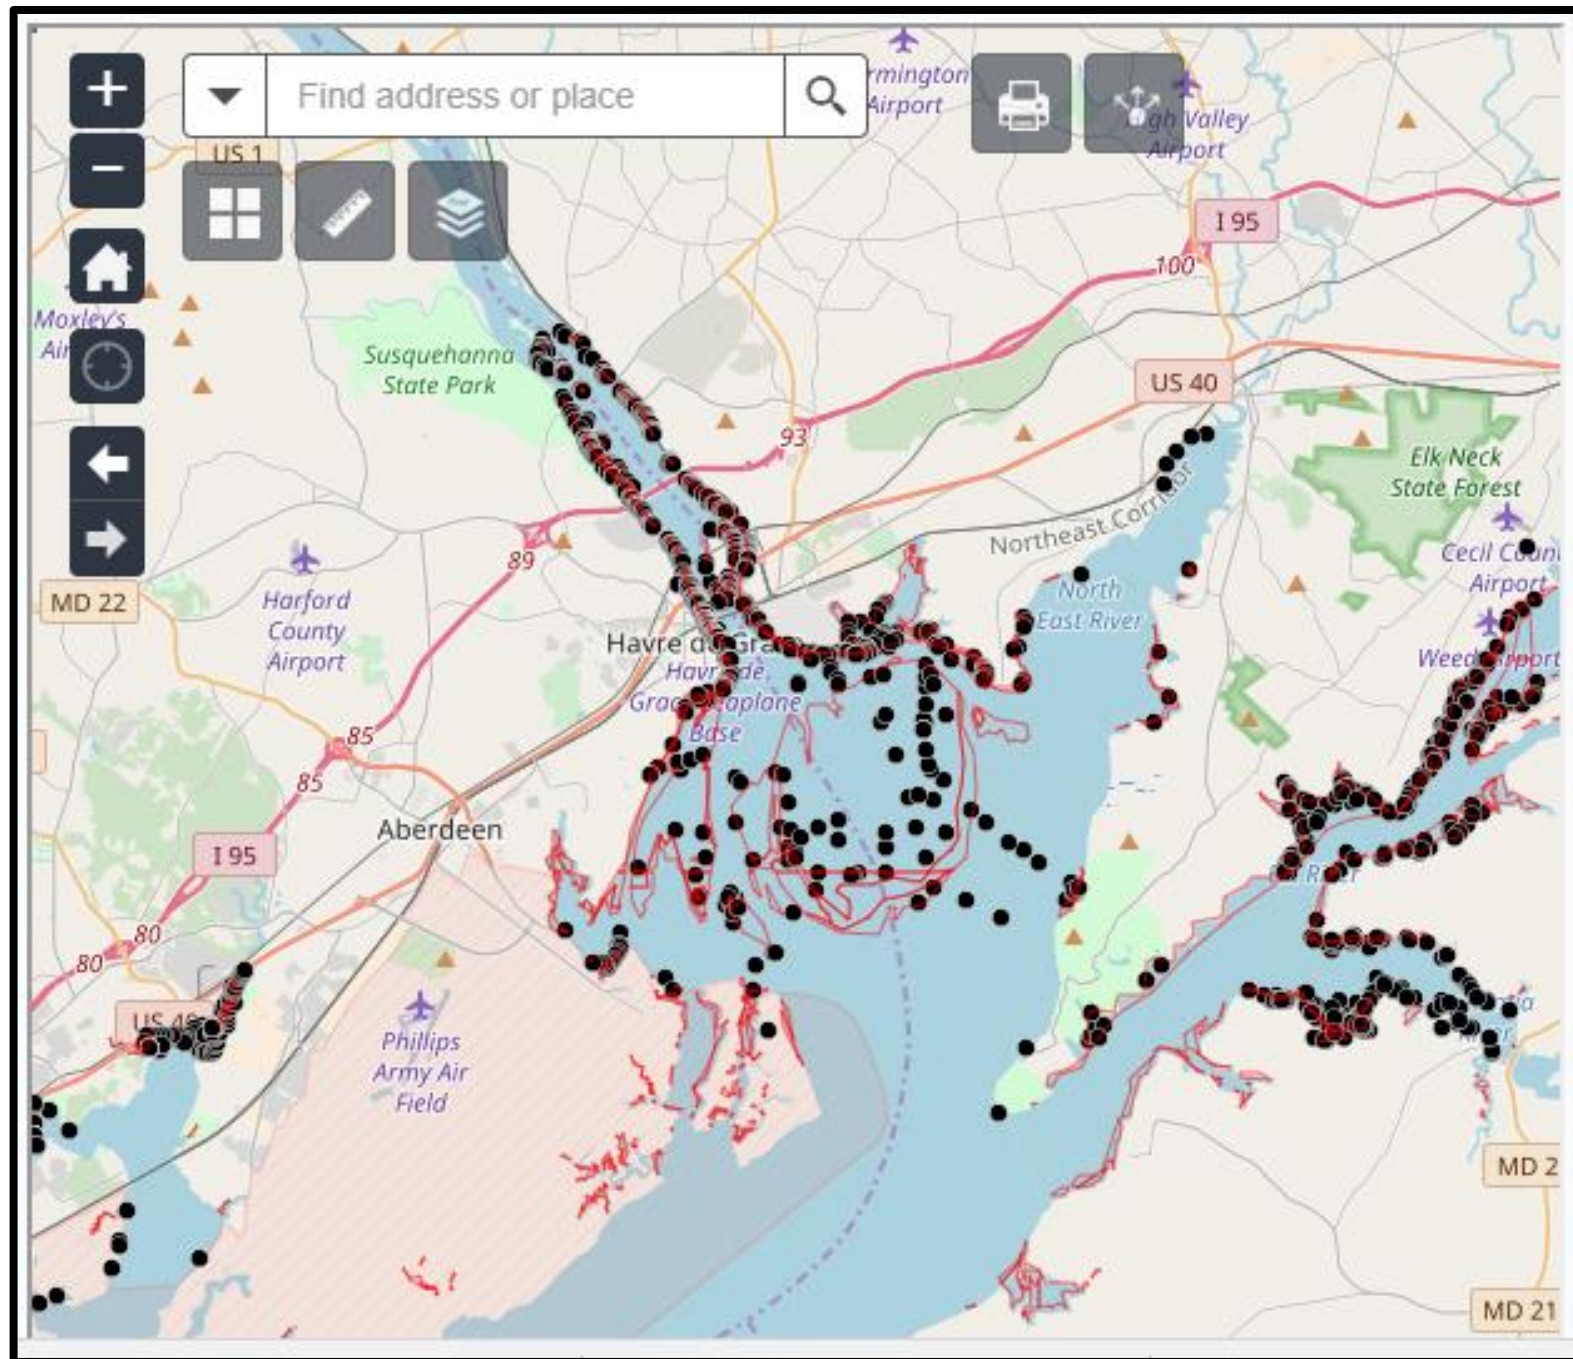 Find address or place
rmington
Airport
gh Valley
Airport
US 1
I 95
100
Moxley's
Air
Susquehanna
State Park
US 40
93
Elk Neck
State Forest
Northeast Corridor
89
Cecil Coun
Airport
MD 22
Harford
County
Airport
North
East River
Havre de Gra
Weed Airport
Havre de
Grace Seaplane
Base
85
85
Aberdeen
I 95
80
80
US 40
Phillips
Army Air
Field
MD 2
MD 21